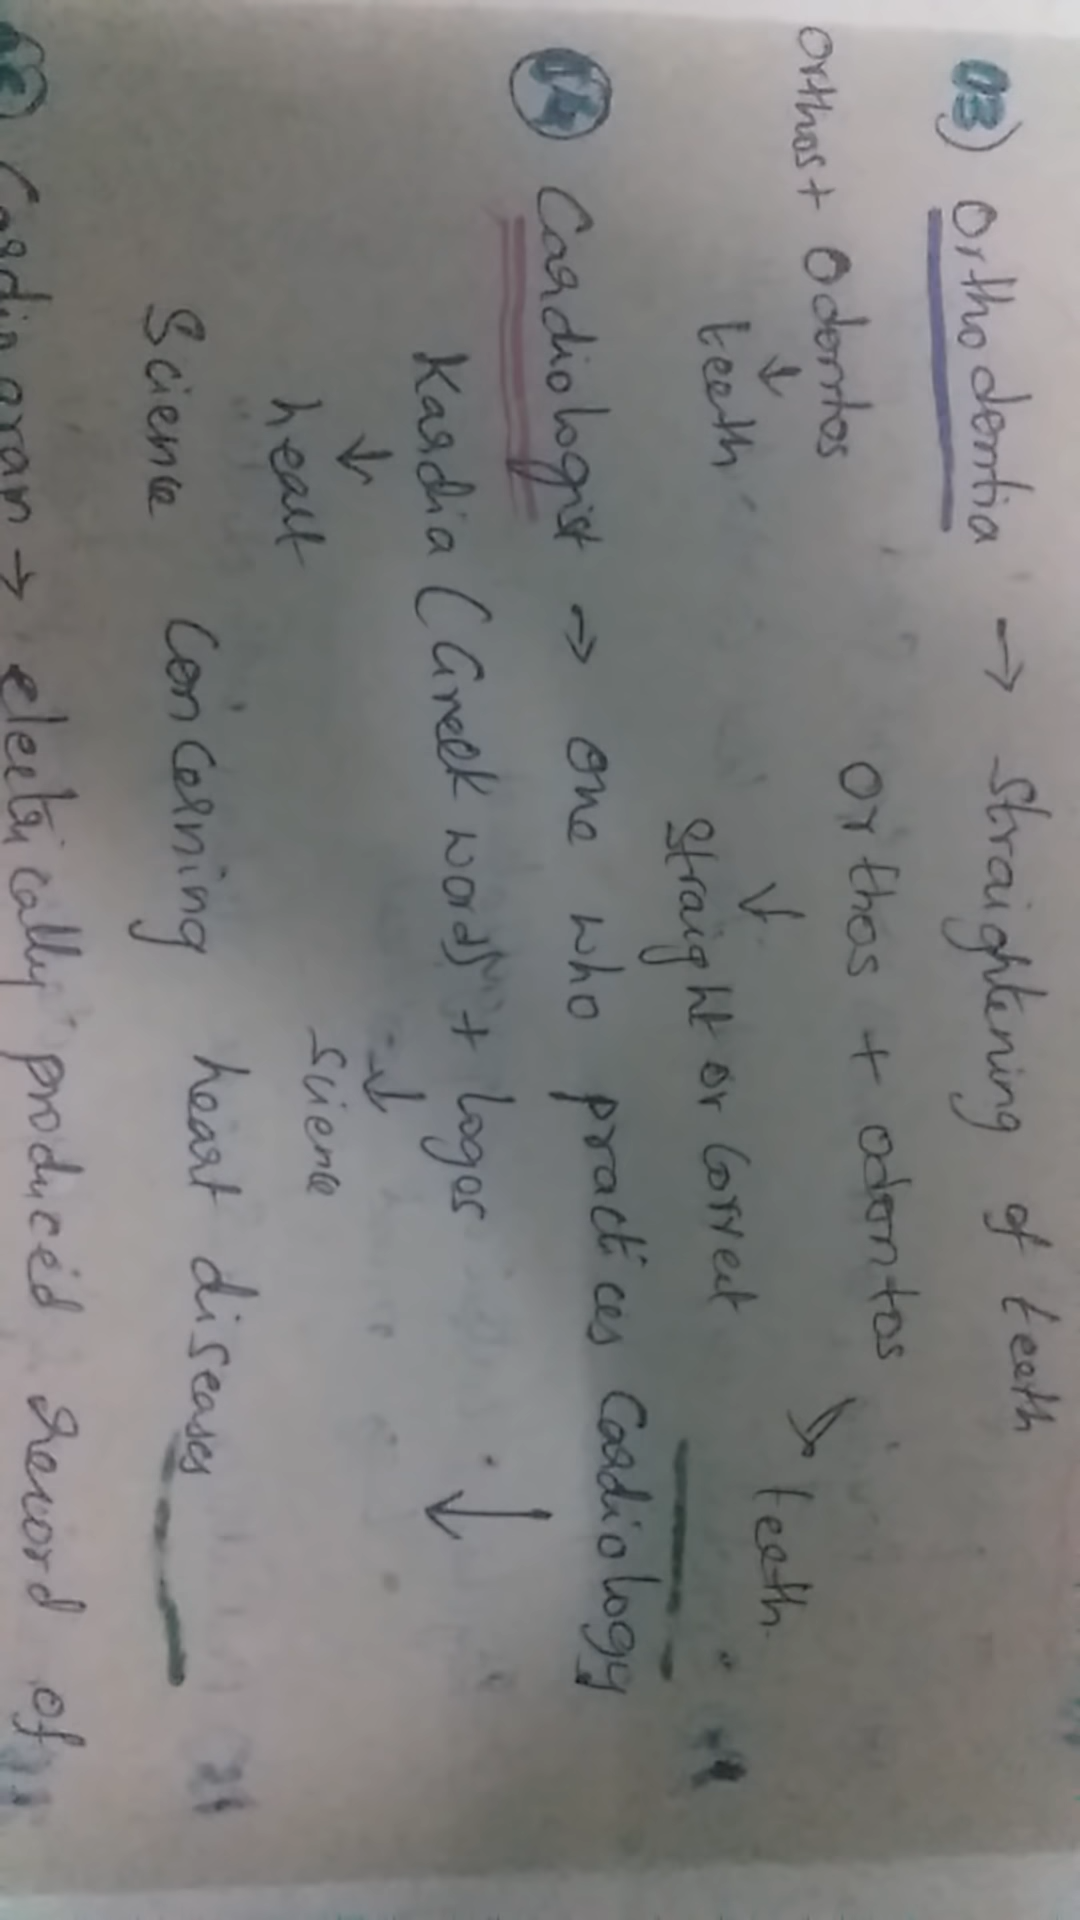 03) Orthodontia → straightening of teeth
orthos + odontos
orthos + Odontos
↓
teeth
↓
↘ teeth.
straight or Correct
Cardiologist → one who practices Cardiology
Kardia (Greek word) + logos
↓
↓
↓
heart
science
Science Concerning heart diseases
Cardiogram → electrically produced record of